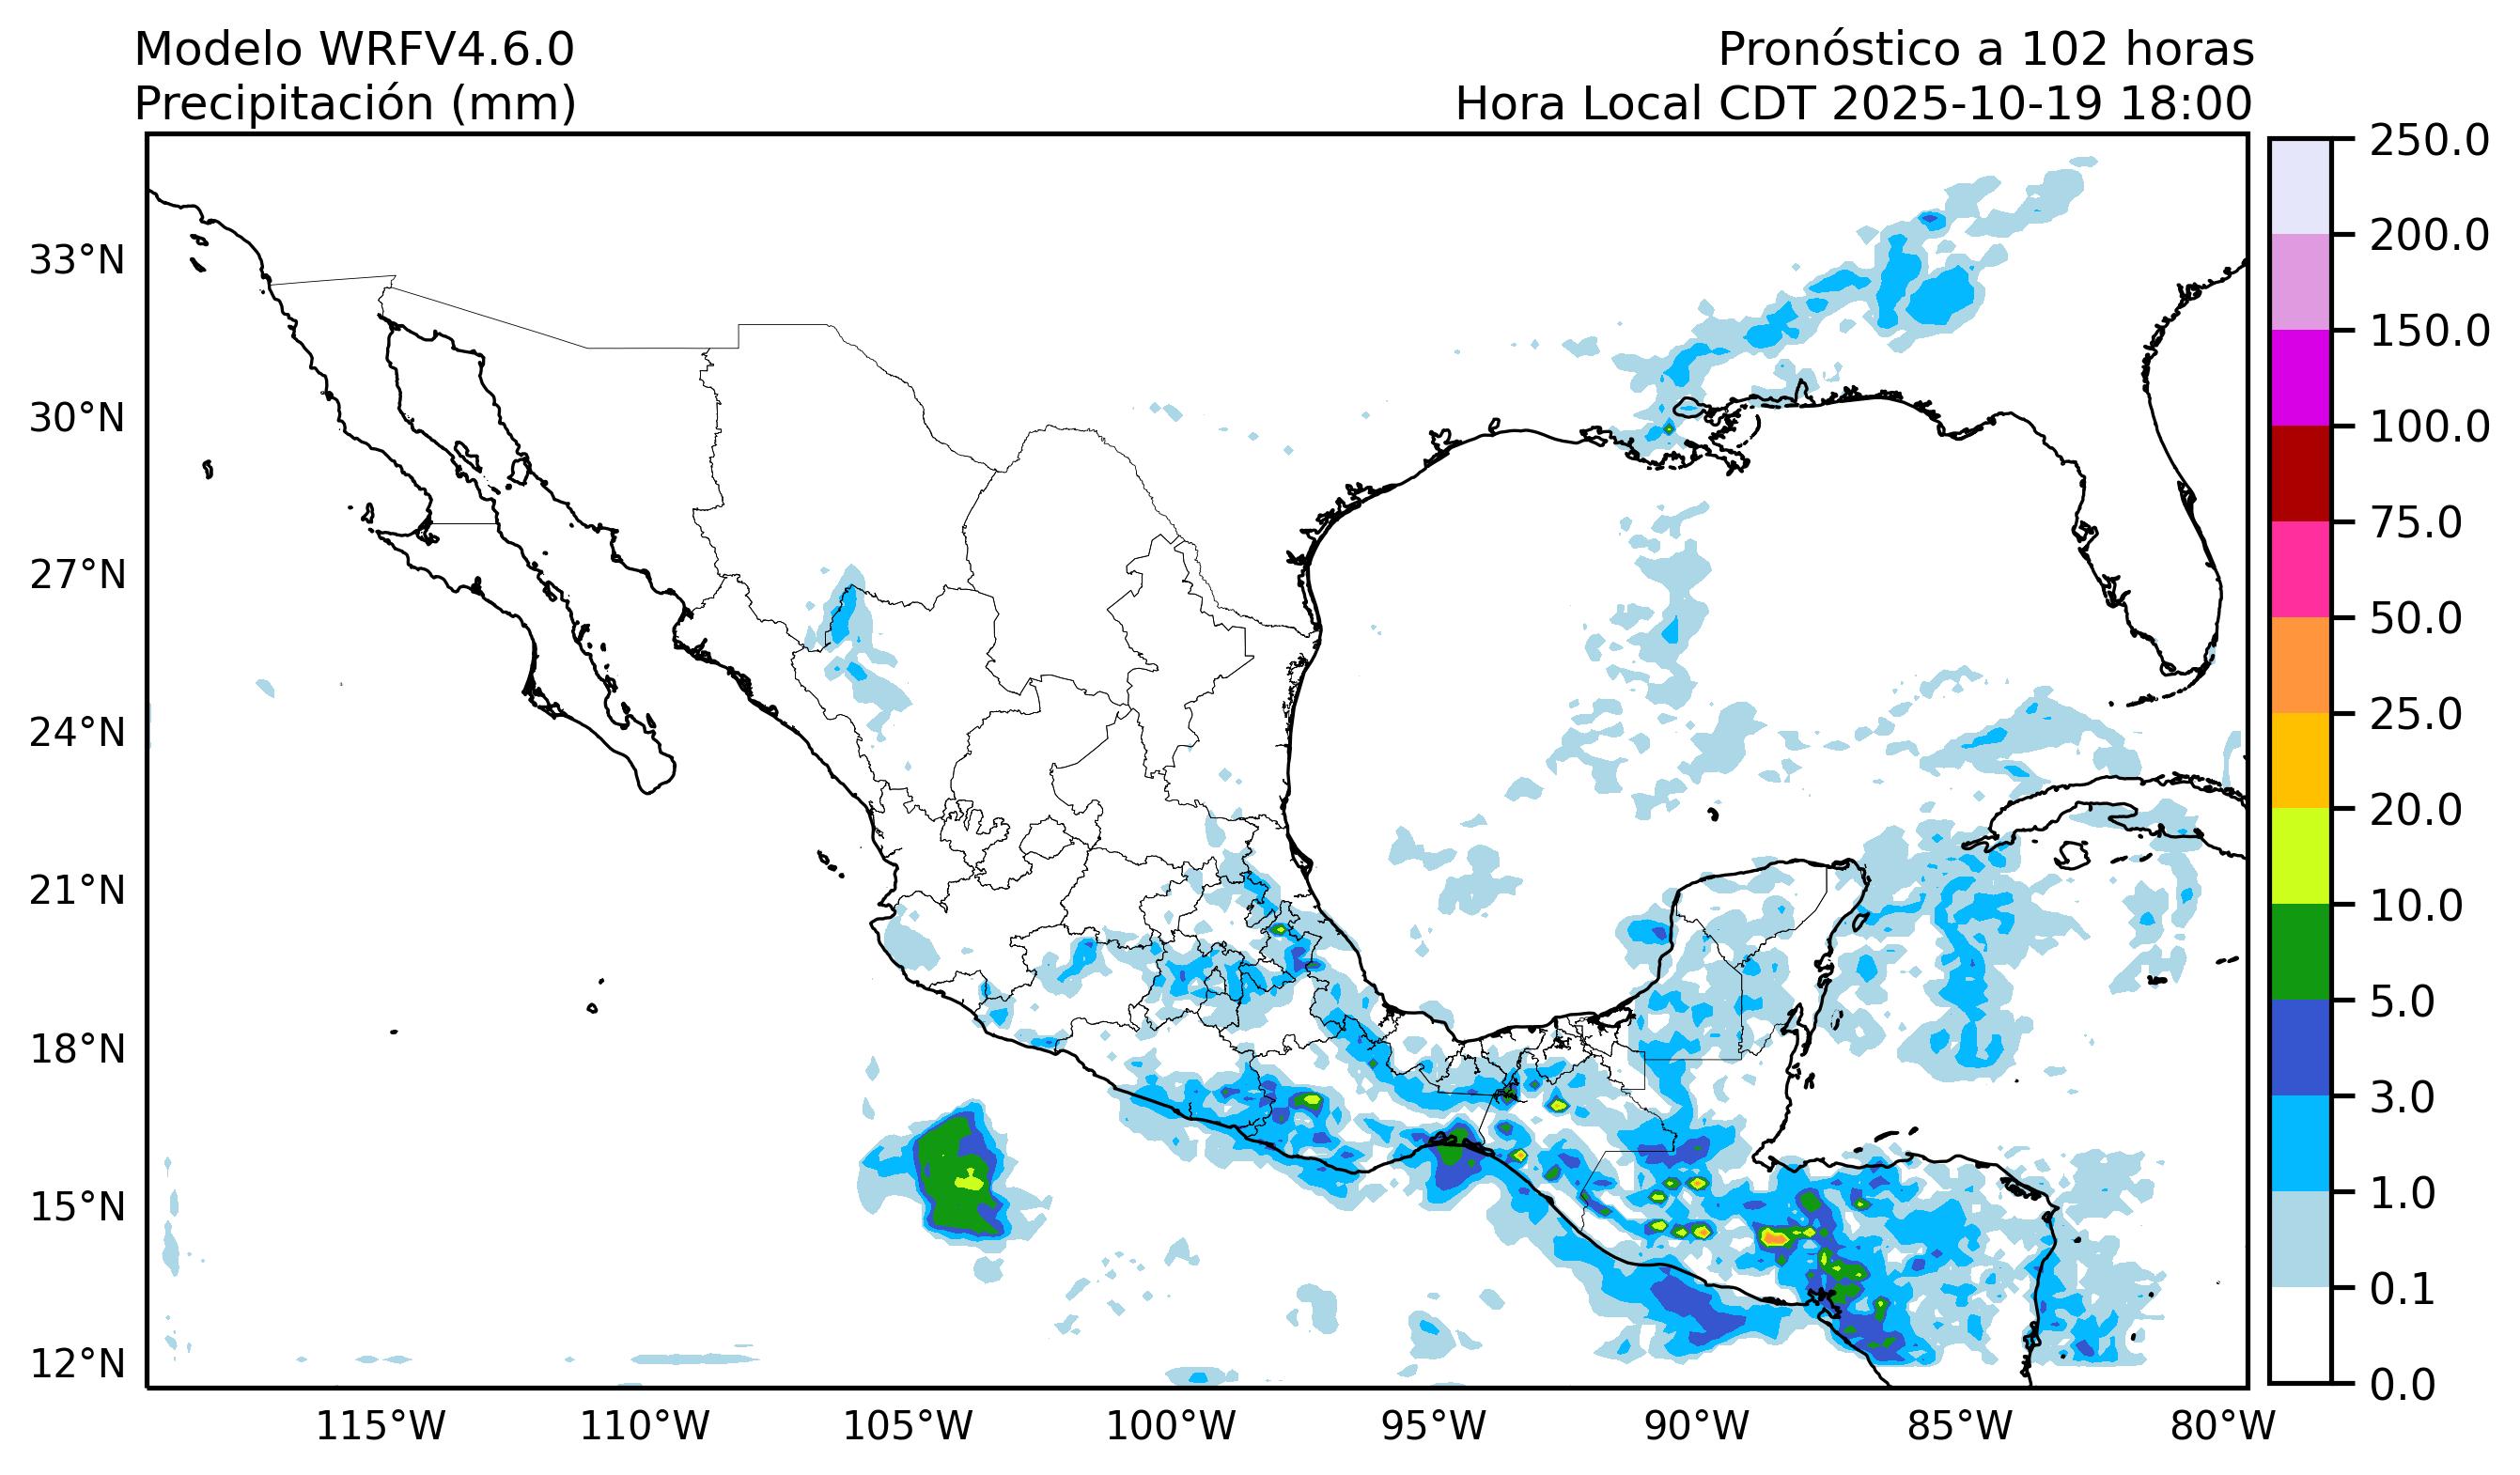 Modelo WRFV4.6.0
Precipitación (mm)
Pronóstico a 102 horas
Hora Local CDT 2025-10-19 18:00
33°N
30°N
27°N
24°N
21°N
18°N
15°N
12°N
115°W
110°W
105°W
100°W
95°W
90°W
85°W
80°W
250.0
200.0
150.0
100.0
75.0
50.0
25.0
20.0
10.0
5.0
3.0
1.0
0.1
0.0